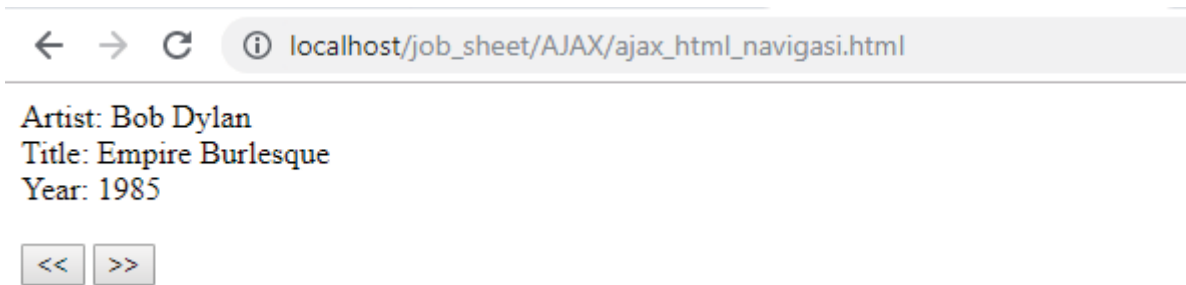 localhost/job_sheet/AJAX/ajax_html_navigasi.html
Artist: Bob Dylan
Title: Empire Burlesque
Year: 1985
<< >>